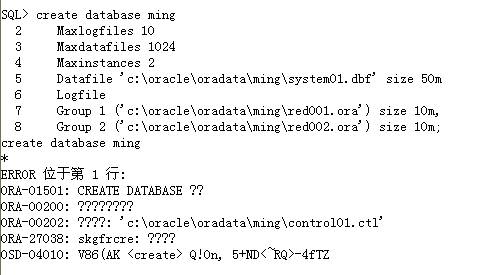 SQL> create database ming
2 Maxlogfiles 10
3 Maxdatafiles 1024
4 Maxinstances 2
5 Datafile 'c:\oracle\oradata\ming\system01.dbf' size 50m
6 Logfile
7 Group 1 ('c:\oracle\oradata\ming\red001.ora') size 10m,
8 Group 2 ('c:\oracle\oradata\ming\red002.ora') size 10m;
create database ming
*
ERROR 位于第 1 行:
ORA-01501: CREATE DATABASE ??
ORA-00200: ????????
ORA-00202: ????: 'c:\oracle\oradata\ming\control01.ctl'
ORA-27038: skgfrcre: ????
OSD-04010: V86(AK <create> Q!On, 5+ND<~RQ>-4fTZ